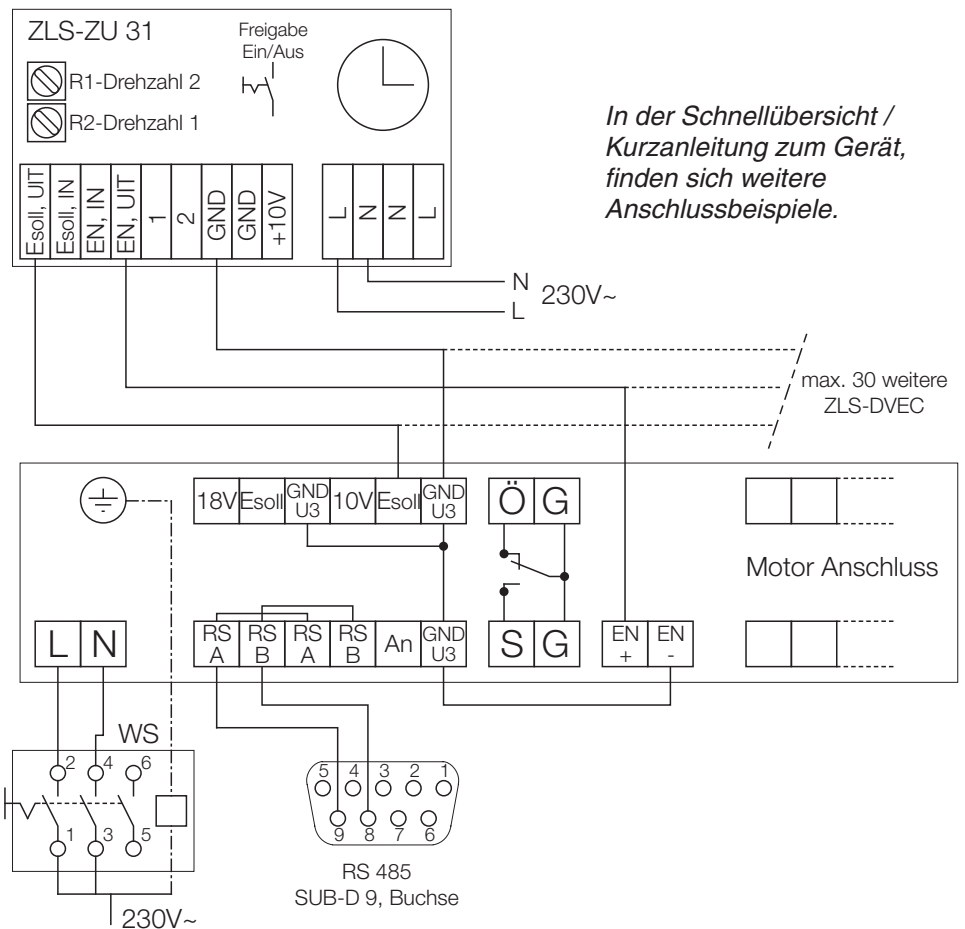 ZLS-ZU 31
Freigabe
Ein/Aus
R1-Drehzahl 2
R2-Drehzahl 1
In der Schnellübersicht /
Kurzanleitung zum Gerät,
finden sich weitere
Anschlussbeispiele.
Esoll, UIT
Esoll, IN
EN, IN
EN, UIT
1
2
GND
GND
+10V
L
N
N
L
N
L
230V~
max. 30 weitere
ZLS-DVEC
18V
Esoll
GND
U3
10V
Esoll
GND
U3
Ö
G
Motor Anschluss
L
N
RS
A
RS
B
RS
A
RS
B
An
GND
U3
S
G
EN
+
EN
-
WS
2
4
6
1
3
5
230V~
5
4
3
2
1
9
8
7
6
RS 485
SUB-D 9, Buchse